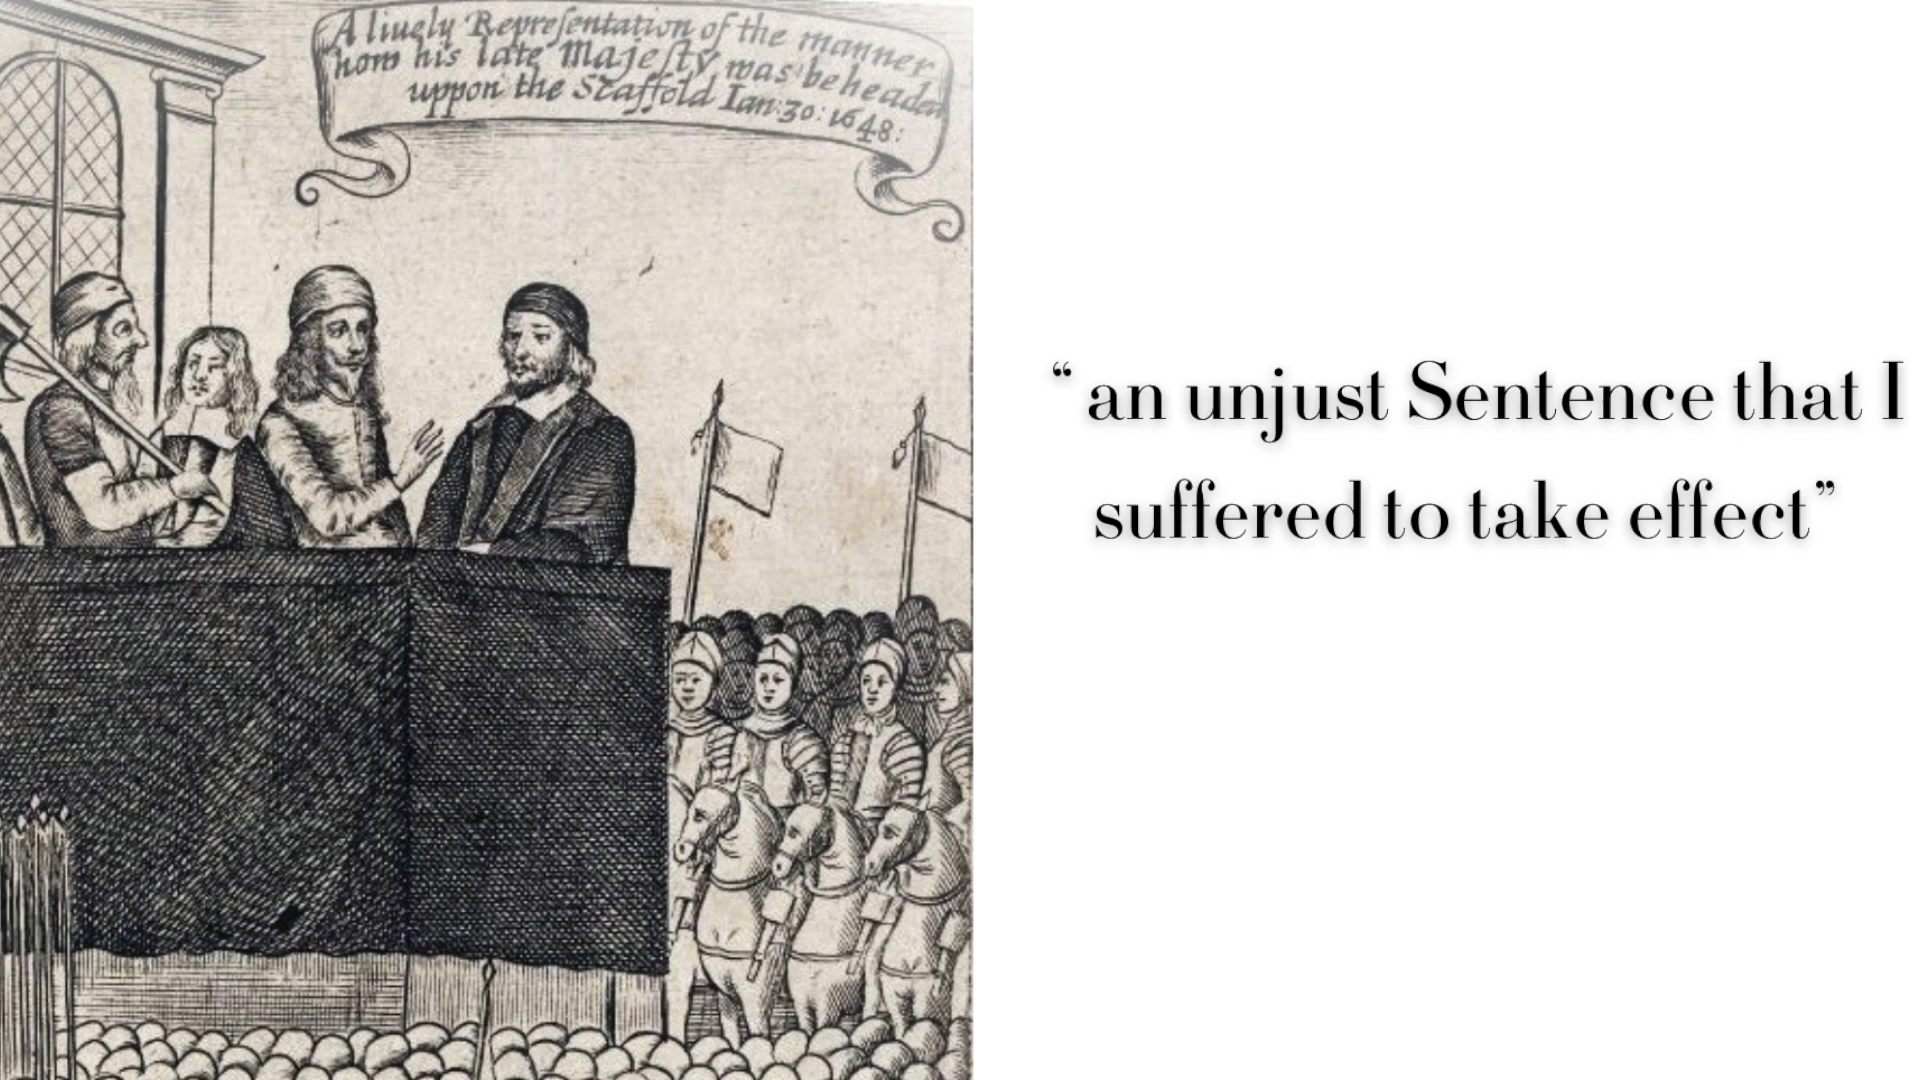 A liuely Repreſentation of the manner
how his late Majeſty was beheaded
uppon the Scaffold Ian: 30: 1648:
“ an unjust Sentence that I
suffered to take effect”